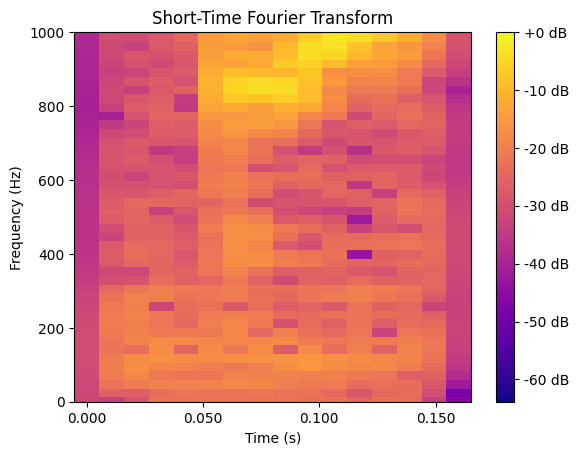 Short-Time Fourier Transform
1000
800
600
400
200
0
Frequency (Hz)
0.000
0.050
0.100
0.150
Time (s)
+0 dB
-10 dB
-20 dB
-30 dB
-40 dB
-50 dB
-60 dB